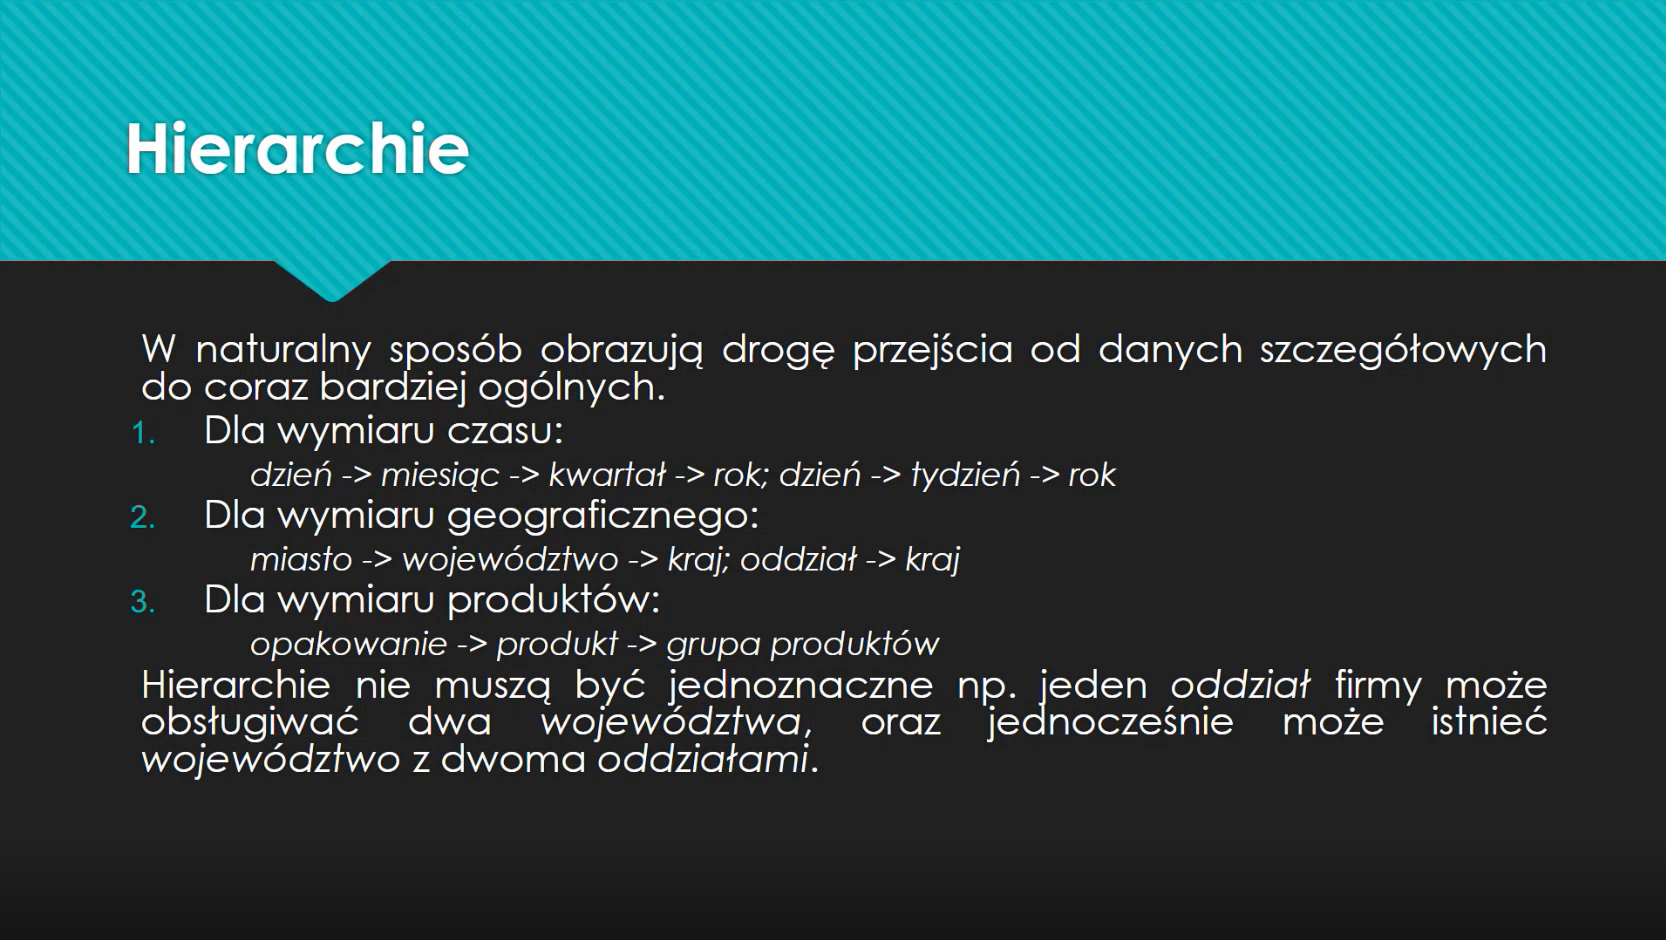 Hierarchie
W naturalny sposób obrazują drogę przejścia od danych szczegółowych
do coraz bardziej ogólnych.
1. Dla wymiaru czasu:
dzień -> miesiąc -> kwartał -> rok; dzień -> tydzień -> rok
2. Dla wymiaru geograficznego:
miasto -> województwo -> kraj; oddział -> kraj
3. Dla wymiaru produktów:
opakowanie -> produkt -> grupa produktów
Hierarchie nie muszą być jednoznaczne np. jeden oddział firmy może
obsługiwać dwa województwa, oraz jednocześnie może istnieć
województwo z dwoma oddziałami.